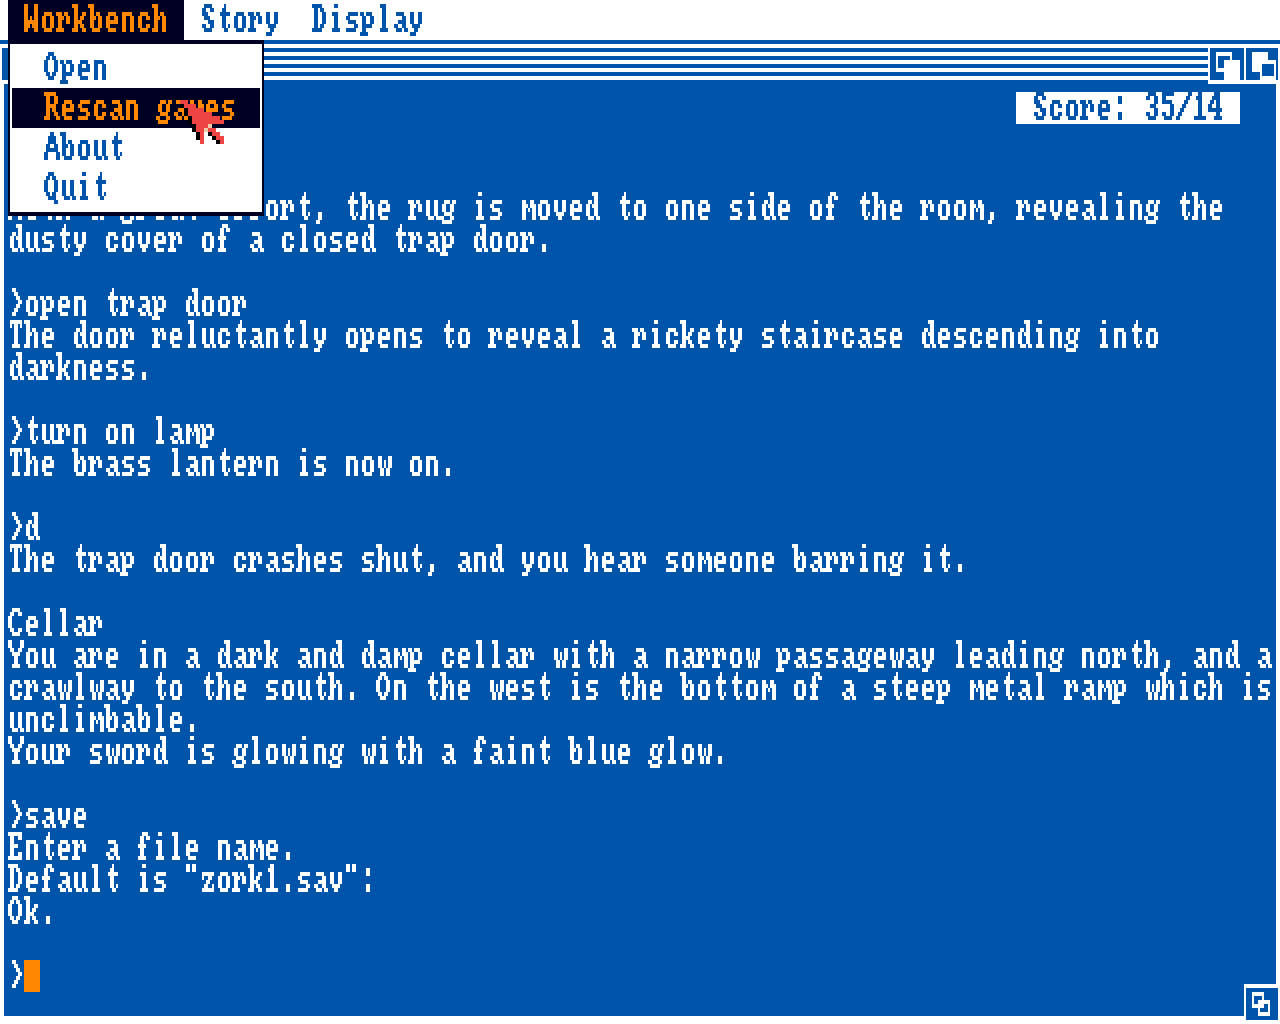 Workbench Story Display
Open
Rescan games
About
Quit
Score: 35/14
ort, the rug is moved to one side of the room, revealing the
dusty cover of a closed trap door.
>open trap door
The door reluctantly opens to reveal a rickety staircase descending into
darkness.
>turn on lamp
The brass lantern is now on.
>d
The trap door crashes shut, and you hear someone barring it.
Cellar
You are in a dark and damp cellar with a narrow passageway leading north, and a
crawlway to the south. On the west is the bottom of a steep metal ramp which is
unclimbable.
Your sword is glowing with a faint blue glow.
>save
Enter a file name.
Default is "zork1.sav":
Ok.
>